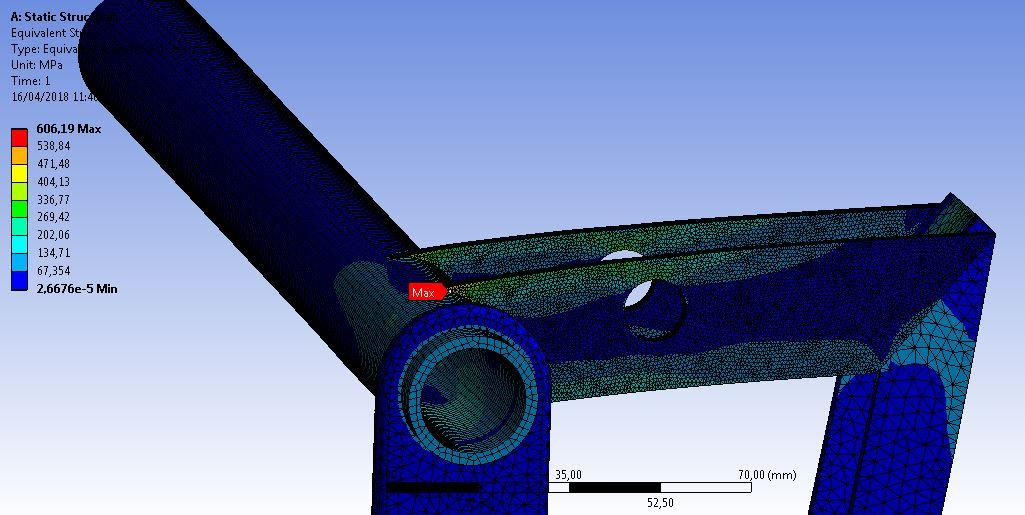 A: Static Struc
Equivalent St
Type: Equiva
Unit: MPa
Time: 1
16/04/2018 11:4
606,19 Max
538,84
471,48
404,13
336,77
269,42
202,06
134,71
67,354
2,6676e-5 Min
Max
35,00
70,00 (mm)
52,50